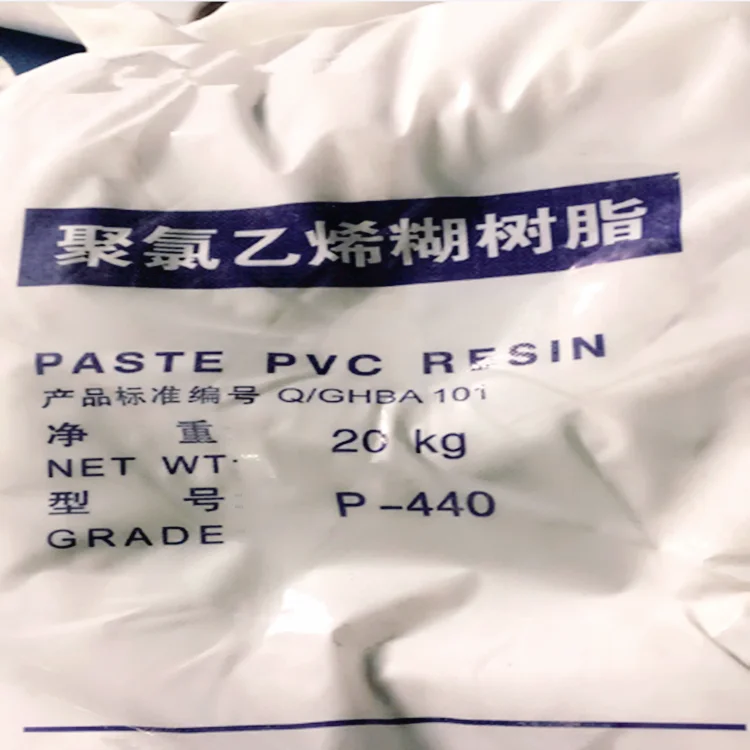 聚氯乙烯糊树脂
PASTE PVC RESIN
产品标准编号 Q/GHBA 101
净 重 20 kg
NET WT.
型 号 P-440
GRADE